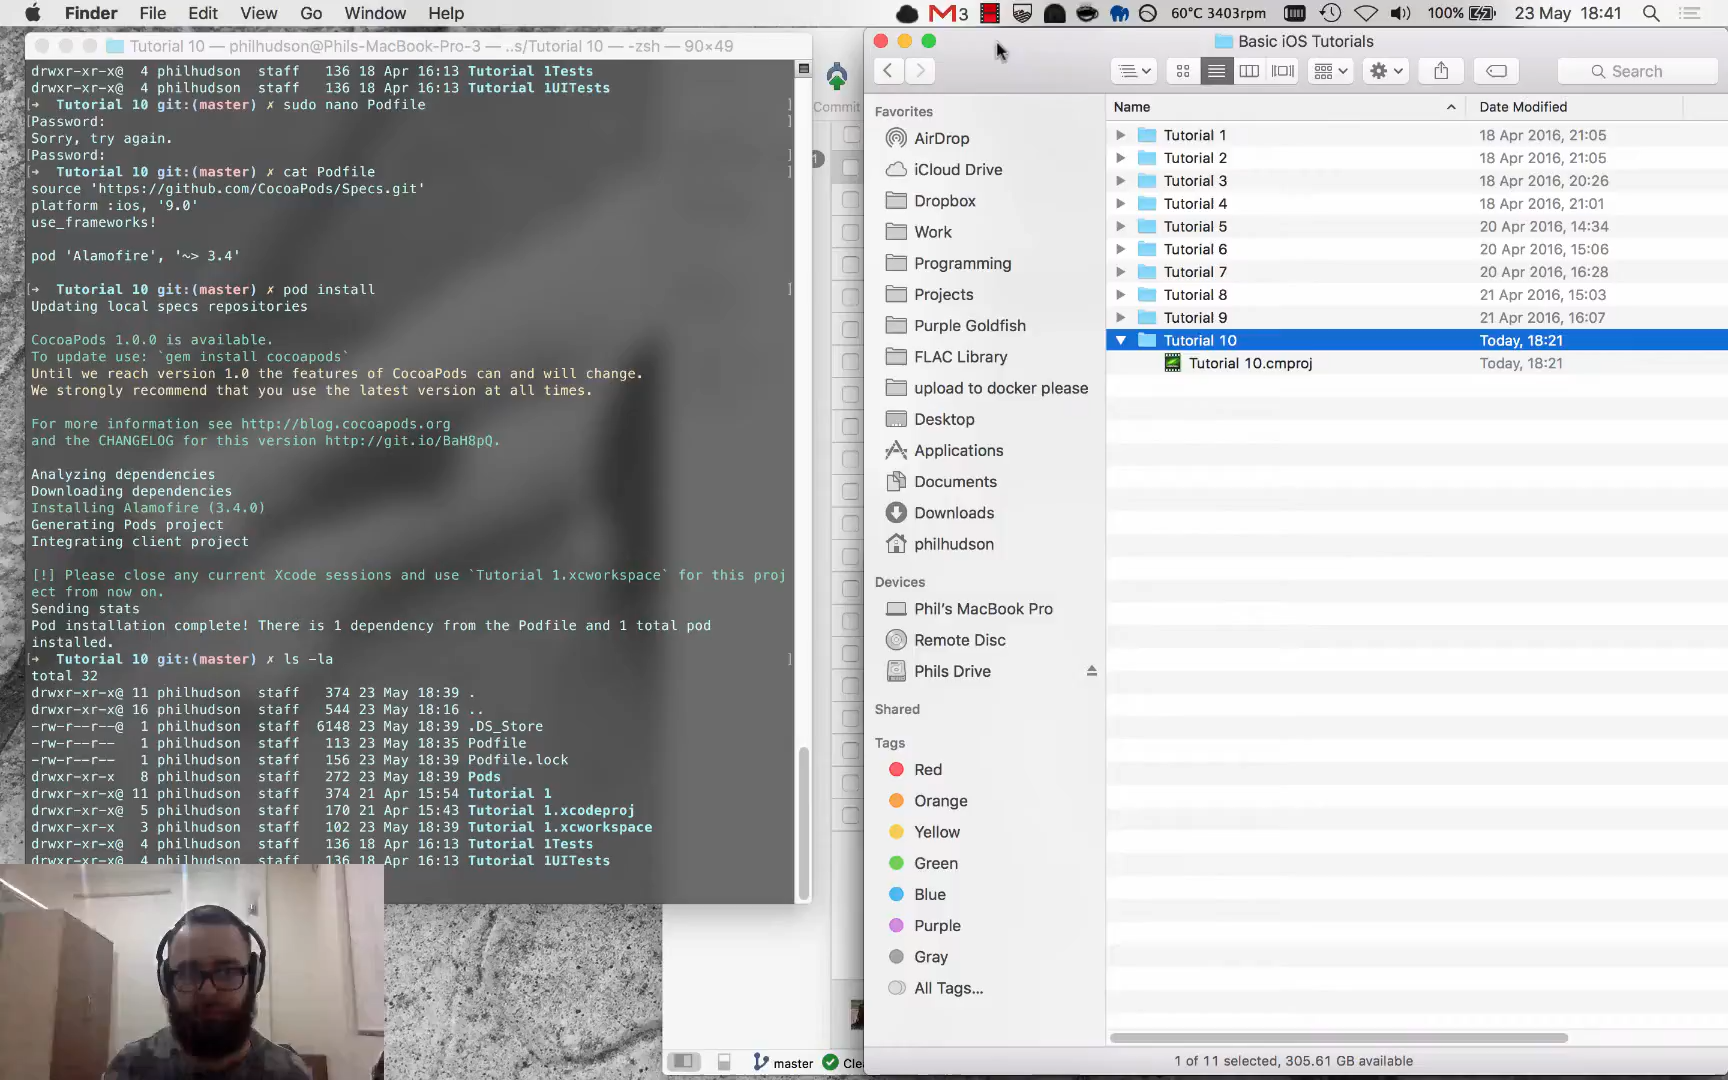 Finder File Edit View Go Window Help
3 60°C 3403rpm 100% 23 May 18:41
Tutorial 10 — philhudson@Phils-MacBook-Pro-3 — ..s/Tutorial 10 — -zsh — 90×49
drwxr-xr-x@ 4 philhudson staff 136 18 Apr 16:13 Tutorial 1Tests
drwxr-xr-x@ 4 philhudson staff 136 18 Apr 16:13 Tutorial 1UITests
[➜ Tutorial 10 git:(master) ✗ sudo nano Podfile ]
[Password: ]
Sorry, try again.
[Password: ]
[➜ Tutorial 10 git:(master) ✗ cat Podfile ]
source 'https://github.com/CocoaPods/Specs.git'
platform :ios, '9.0'
use_frameworks!
pod 'Alamofire', '~> 3.4'
[➜ Tutorial 10 git:(master) ✗ pod install ]
Updating local specs repositories
CocoaPods 1.0.0 is available.
To update use: `gem install cocoapods`
Until we reach version 1.0 the features of CocoaPods can and will change.
We strongly recommend that you use the latest version at all times.
For more information see http://blog.cocoapods.org
and the CHANGELOG for this version http://git.io/BaH8pQ.
Analyzing dependencies
Downloading dependencies
Installing Alamofire (3.4.0)
Generating Pods project
Integrating client project
[!] Please close any current Xcode sessions and use `Tutorial 1.xcworkspace` for this proj
ect from now on.
Sending stats
Pod installation complete! There is 1 dependency from the Podfile and 1 total pod
installed.
[➜ Tutorial 10 git:(master) ✗ ls -la ]
total 32
drwxr-xr-x@ 11 philhudson staff 374 23 May 18:39 .
drwxr-xr-x@ 16 philhudson staff 544 23 May 18:16 ..
-rw-r--r--@ 1 philhudson staff 6148 23 May 18:39 .DS_Store
-rw-r--r-- 1 philhudson staff 113 23 May 18:35 Podfile
-rw-r--r-- 1 philhudson staff 156 23 May 18:39 Podfile.lock
drwxr-xr-x 8 philhudson staff 272 23 May 18:39 Pods
drwxr-xr-x@ 11 philhudson staff 374 21 Apr 15:54 Tutorial 1
drwxr-xr-x@ 5 philhudson staff 170 21 Apr 15:43 Tutorial 1.xcodeproj
drwxr-xr-x 3 philhudson staff 102 23 May 18:39 Tutorial 1.xcworkspace
drwxr-xr-x@ 4 philhudson staff 136 18 Apr 16:13 Tutorial 1Tests
drwxr-xr-x@ 4 philhudson staff 136 18 Apr 16:13 Tutorial 1UITests
Commit
1
master Cle
Basic iOS Tutorials
Search
Favorites
AirDrop
iCloud Drive
Dropbox
Work
Programming
Projects
Purple Goldfish
FLAC Library
upload to docker please
Desktop
Applications
Documents
Downloads
philhudson
Devices
Phil's MacBook Pro
Remote Disc
Phils Drive
Shared
Tags
Red
Orange
Yellow
Green
Blue
Purple
Gray
All Tags...
Name Date Modified
Tutorial 1 18 Apr 2016, 21:05
Tutorial 2 18 Apr 2016, 21:05
Tutorial 3 18 Apr 2016, 20:26
Tutorial 4 18 Apr 2016, 21:01
Tutorial 5 20 Apr 2016, 14:34
Tutorial 6 20 Apr 2016, 15:06
Tutorial 7 20 Apr 2016, 16:28
Tutorial 8 21 Apr 2016, 15:03
Tutorial 9 21 Apr 2016, 16:07
Tutorial 10 Today, 18:21
Tutorial 10.cmproj Today, 18:21
1 of 11 selected, 305.61 GB available